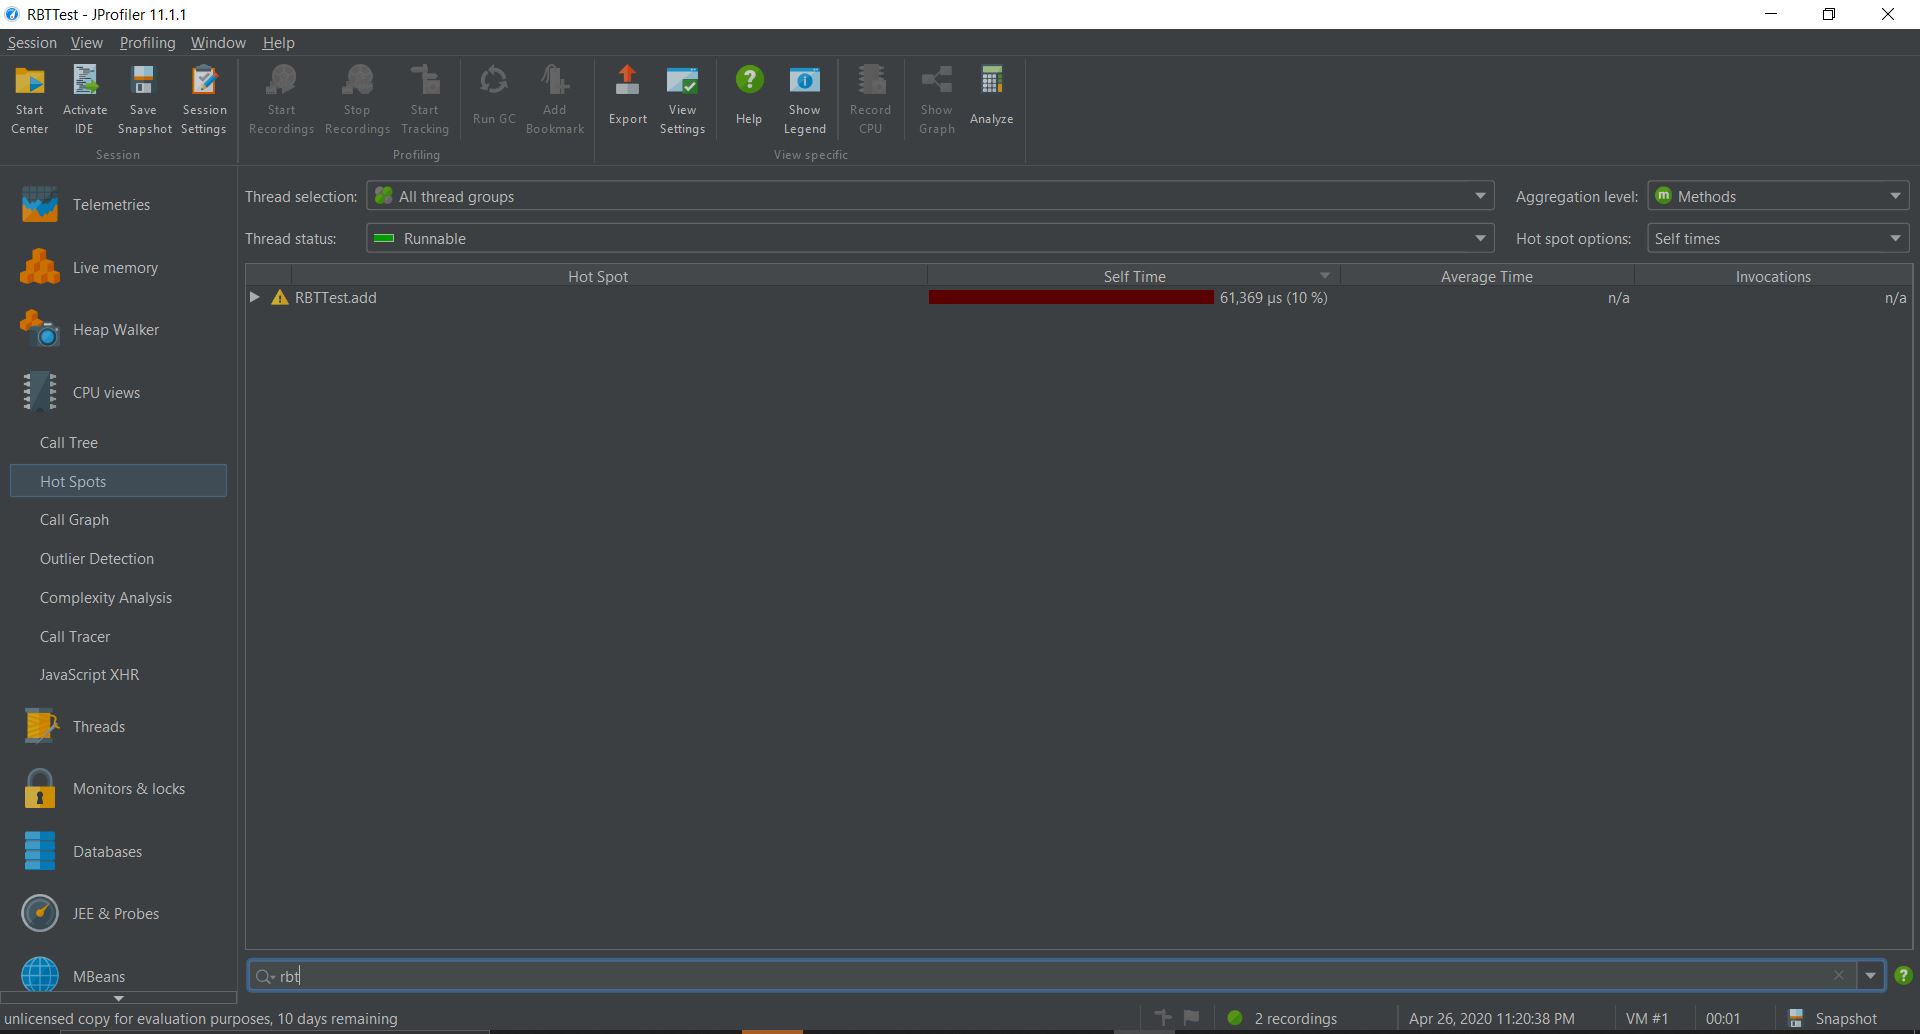 RBTTest - JProfiler 11.1.1
Session View Profiling Window Help
Start Center
Activate IDE
Save Snapshot
Session Settings
Start Recordings
Stop Recordings
Start Tracking
Run GC
Add Bookmark
Export
View Settings
Help
Show Legend
Record CPU
Show Graph
Analyze
Session
Profiling
View specific
Telemetries
Live memory
Heap Walker
CPU views
Call Tree
Hot Spots
Call Graph
Outlier Detection
Complexity Analysis
Call Tracer
JavaScript XHR
Threads
Monitors & locks
Databases
JEE & Probes
MBeans
Thread selection: All thread groups
Aggregation level: m Methods
Thread status: Runnable
Hot spot options: Self times
Hot Spot Self Time Average Time Invocations
RBTTest.add 61,369 µs (10 %) n/a n/a
rbt
unlicensed copy for evaluation purposes, 10 days remaining
2 recordings Apr 26, 2020 11:20:38 PM VM #1 00:01 Snapshot